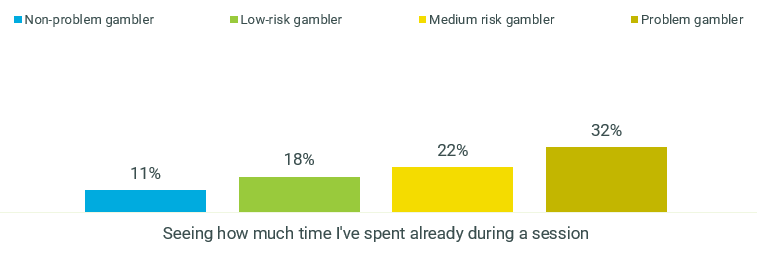 Non-problem gambler Low-risk gambler Medium risk gambler Problem gambler
32%
22%
18%
11%
Seeing how much time I've spent already during a session